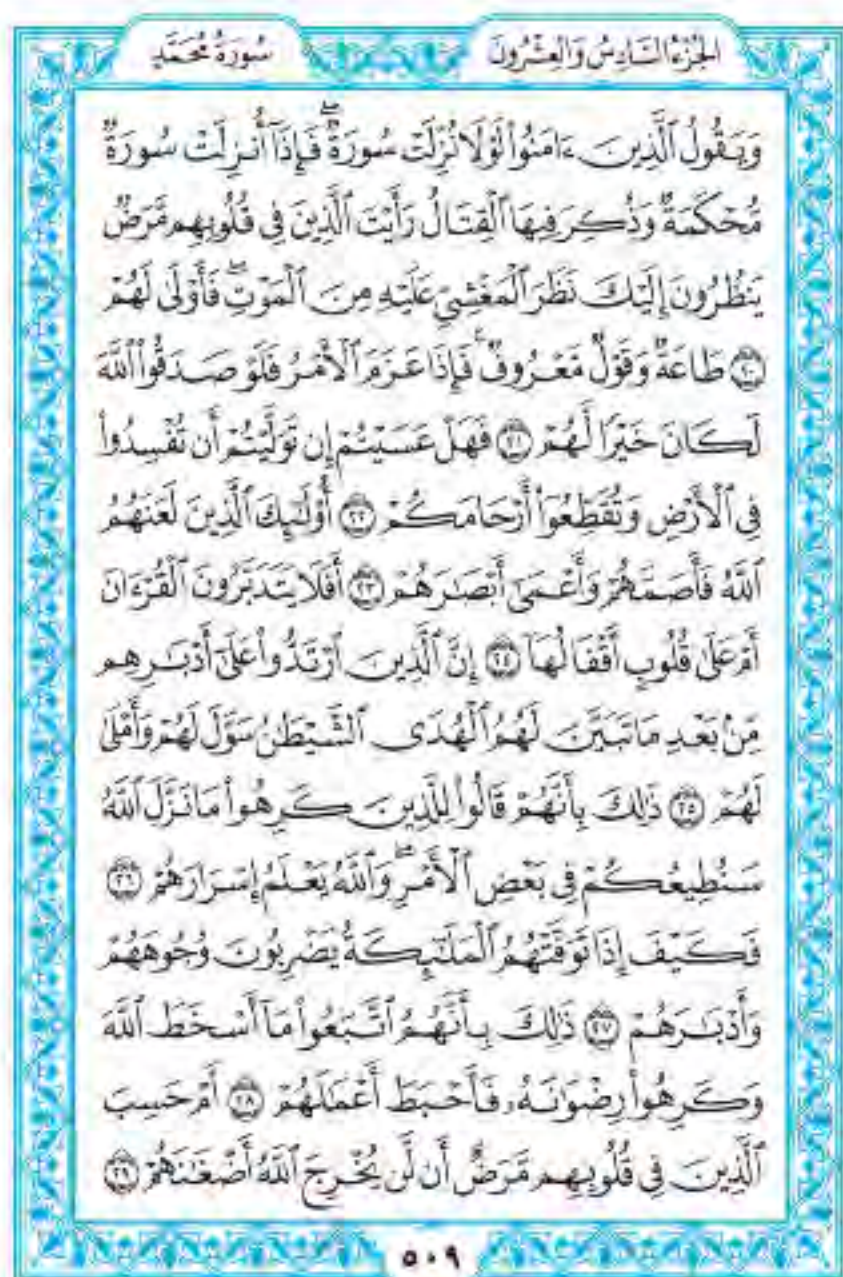 الجُزْءُ السَّادِسُ وَالعِشْرُونَ
سُورَةُ مُحَمَّدٍ
وَيَقُولُ ٱلَّذِينَ ءَامَنُوا۟ لَوْلَا نُزِّلَتْ سُورَةٌ ۖ فَإِذَآ أُنزِلَتْ سُورَةٌ
مُّحْكَمَةٌ وَذُكِرَ فِيهَا ٱلْقِتَالُ رَأَيْتَ ٱلَّذِينَ فِى قُلُوبِهِم مَّرَضٌ
يَنظُرُونَ إِلَيْكَ نَظَرَ ٱلْمَغْشِىِّ عَلَيْهِ مِنَ ٱلْمَوْتِ ۖ فَأَوْلَىٰ لَهُمْ
٢٠ طَاعَةٌ وَقَوْلٌ مَّعْرُوفٌ ۚ فَإِذَا عَزَمَ ٱلْأَمْرُ فَلَوْ صَدَقُوا۟ ٱللَّهَ
لَكَانَ خَيْرًا لَّهُمْ ٢١ فَهَلْ عَسَيْتُمْ إِن تَوَلَّيْتُمْ أَن تُفْسِدُوا۟
فِى ٱلْأَرْضِ وَتُقَطِّعُوٓا۟ أَرْحَامَكُمْ ٢٢ أُو۟لَٰٓئِكَ ٱلَّذِينَ لَعَنَهُمُ
ٱللَّهُ فَأَصَمَّهُمْ وَأَعْمَىٰٓ أَبْصَٰرَهُمْ ٢٣ أَفَلَا يَتَدَبَّرُونَ ٱلْقُرْءَانَ
أَمْ عَلَىٰ قُلُوبٍ أَقْفَالُهَآ ٢٤ إِنَّ ٱلَّذِينَ ٱرْتَدُّوا۟ عَلَىٰٓ أَدْبَٰرِهِم
مِّنۢ بَعْدِ مَا تَبَيَّنَ لَهُمُ ٱلْهُدَى ٱلشَّيْطَٰنُ سَوَّلَ لَهُمْ وَأَمْلَىٰ
لَهُمْ ٢٥ ذَٰلِكَ بِأَنَّهُمْ قَالُوا۟ لِلَّذِينَ كَرِهُوا۟ مَا نَزَّلَ ٱللَّهُ
سَنُطِيعُكُمْ فِى بَعْضِ ٱلْأَمْرِ ۖ وَٱللَّهُ يَعْلَمُ إِسْرَارَهُمْ ٢٦
فَكَيْفَ إِذَا تَوَفَّتْهُمُ ٱلْمَلَٰٓئِكَةُ يَضْرِبُونَ وُجُوهَهُمْ
وَأَدْبَٰرَهُمْ ٢٧ ذَٰلِكَ بِأَنَّهُمُ ٱتَّبَعُوا۟ مَآ أَسْخَطَ ٱللَّهَ
وَكَرِهُوا۟ رِضْوَٰنَهُۥ فَأَحْبَطَ أَعْمَٰلَهُمْ ٢٨ أَمْ حَسِبَ
ٱلَّذِينَ فِى قُلُوبِهِم مَّرَضٌ أَن لَّن يُخْرِجَ ٱللَّهُ أَضْغَٰنَهُمْ ٢٩
٥٠٩